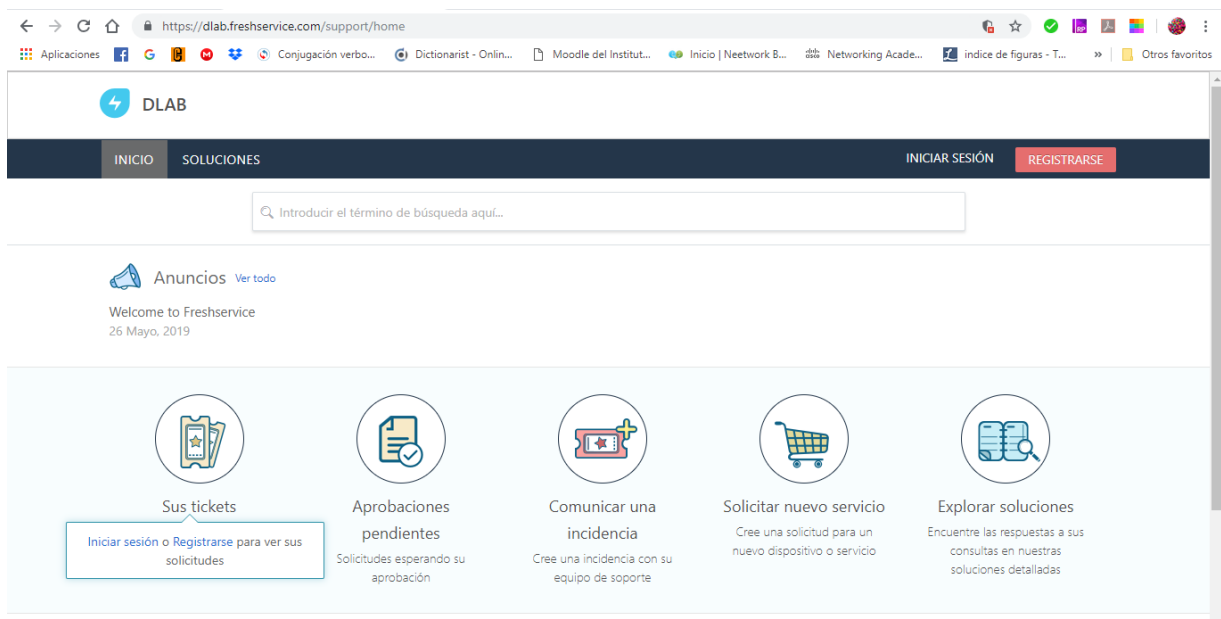 https://dlab.freshservice.com/support/home
Aplicaciones
Conjugación verbo...
Dictionarist - Onlin...
Moodle del Institut...
Inicio | Neetwork B...
Networking Acade...
indice de figuras - T...
»
Otros favoritos
DLAB
INICIO
SOLUCIONES
INICIAR SESIÓN
REGISTRARSE
Introducir el término de búsqueda aquí...
Anuncios Ver todo
Welcome to Freshservice
26 Mayo, 2019
Sus tickets
Iniciar sesión o Registrarse para ver sus
solicitudes
Aprobaciones
pendientes
Solicitudes esperando su
aprobación
Comunicar una
incidencia
Cree una incidencia con su
equipo de soporte
Solicitar nuevo servicio
Cree una solicitud para un
nuevo dispositivo o servicio
Explorar soluciones
Encuentre las respuestas a sus
consultas en nuestras
soluciones detalladas